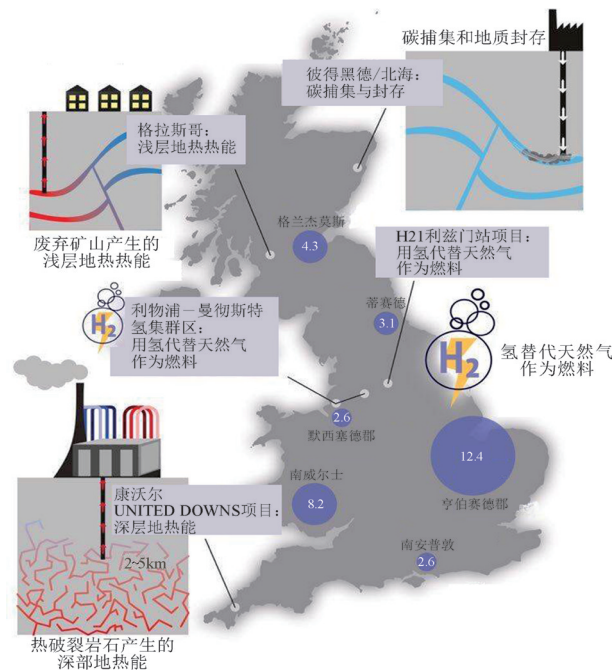 碳捕集和地质封存
彼得黑德/北海：
碳捕集与封存
格拉斯哥：
浅层地热热能
废弃矿山产生的
浅层地热热能
格兰杰莫斯
4.3
H21利兹门站项目：
用氢代替天然气
作为燃料
蒂赛德
3.1
H2
利物浦－曼彻斯特
氢集群区：
用氢代替天然气
作为燃料
H2
氢替代天然气
作为燃料
2.6
默西塞德郡
12.4
亨伯赛德郡
南威尔士
8.2
康沃尔
UNITED DOWNS项目：
深层地热能
南安普敦
2.6
2~5km
热破裂岩石产生的
深部地热能